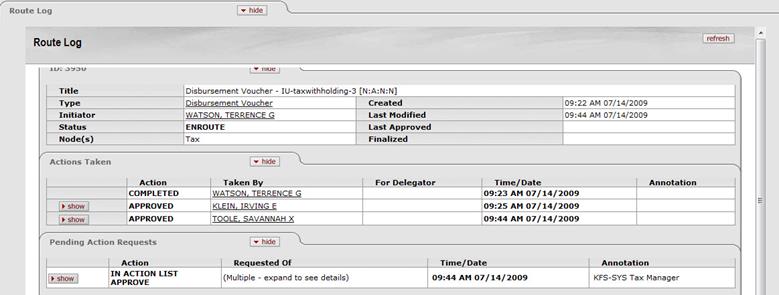 Route Log hide
Route Log refresh
ID: 3950 hide
Title Disbursement Voucher - IU-taxwithholding-3 [N:A:N:N]
Type Disbursement Voucher Created 09:22 AM 07/14/2009
Initiator WATSON, TERRENCE G Last Modified 09:44 AM 07/14/2009
Status ENROUTE Last Approved
Node(s) Tax Finalized
Actions Taken hide
Action Taken By For Delegator Time/Date Annotation
COMPLETED WATSON, TERRENCE G 09:23 AM 07/14/2009
show APPROVED KLEIN, IRVING E 09:25 AM 07/14/2009
show APPROVED TOOLE, SAVANNAH X 09:44 AM 07/14/2009
Pending Action Requests hide
Action Requested Of Time/Date Annotation
show IN ACTION LIST APPROVE (Multiple - expand to see details) 09:44 AM 07/14/2009 KFS-SYS Tax Manager